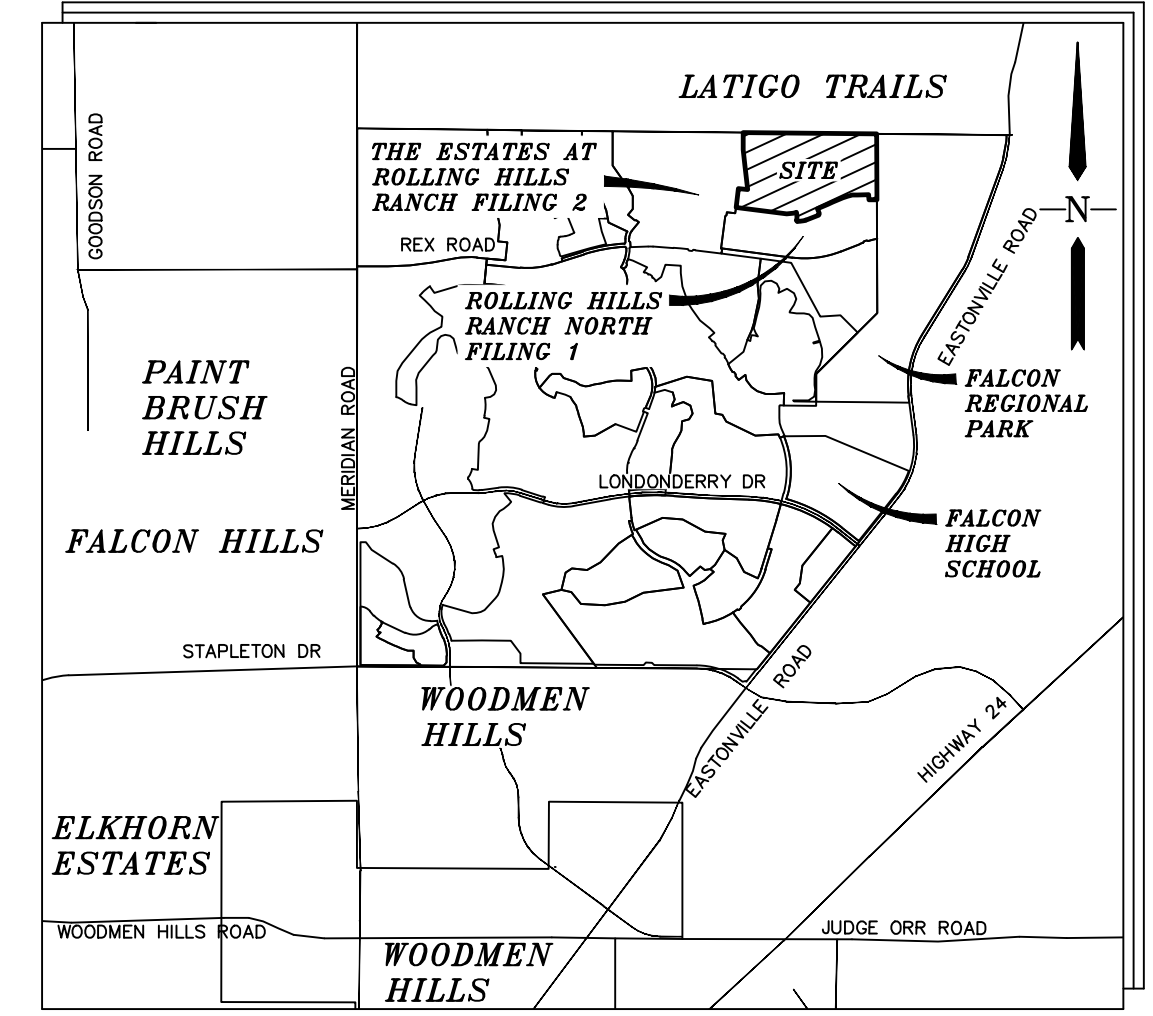 LATIGO TRAILS
GOODSON ROAD
THE ESTATES AT
ROLLING HILLS
RANCH FILING 2
SITE
N
REX ROAD
EASTONVILLE ROAD
ROLLING HILLS
RANCH NORTH
FILING 1
PAINT
BRUSH
HILLS
MERIDIAN ROAD
FALCON
REGIONAL
PARK
LONDONDERRY DR
FALCON HILLS
FALCON
HIGH
SCHOOL
STAPLETON DR
WOODMEN
HILLS
EASTONVILLE ROAD
HIGHWAY 24
ELKHORN
ESTATES
WOODMEN HILLS ROAD
JUDGE ORR ROAD
WOODMEN
HILLS